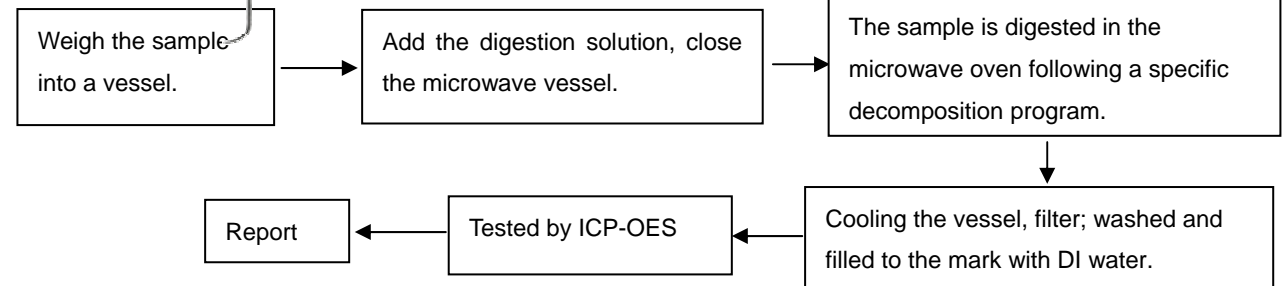 Weigh the sample
into a vessel.
Add the digestion solution, close
the microwave vessel.
The sample is digested in the
microwave oven following a specific
decomposition program.
Cooling the vessel, filter; washed and
filled to the mark with DI water.
Tested by ICP-OES
Report